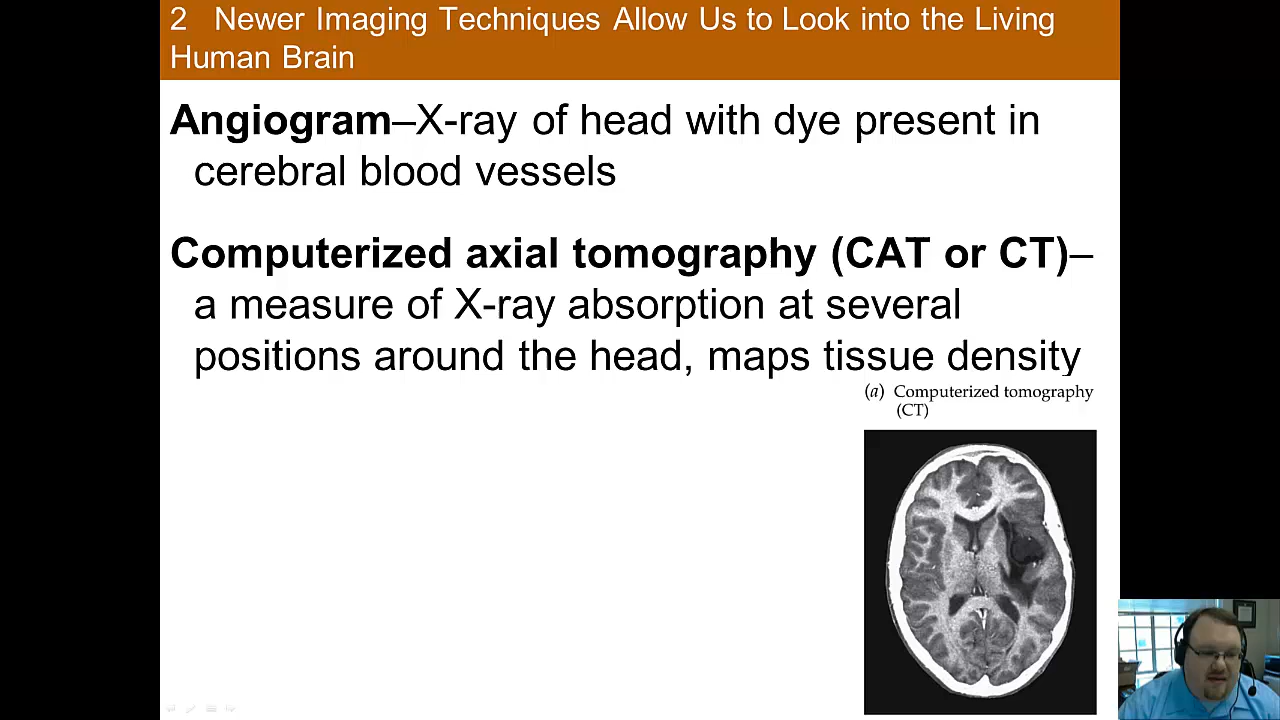 2 Newer Imaging Techniques Allow Us to Look into the Living
Human Brain
Angiogram–X-ray of head with dye present in
cerebral blood vessels
Computerized axial tomography (CAT or CT)–
a measure of X-ray absorption at several
positions around the head, maps tissue density
(a) Computerized tomography
(CT)